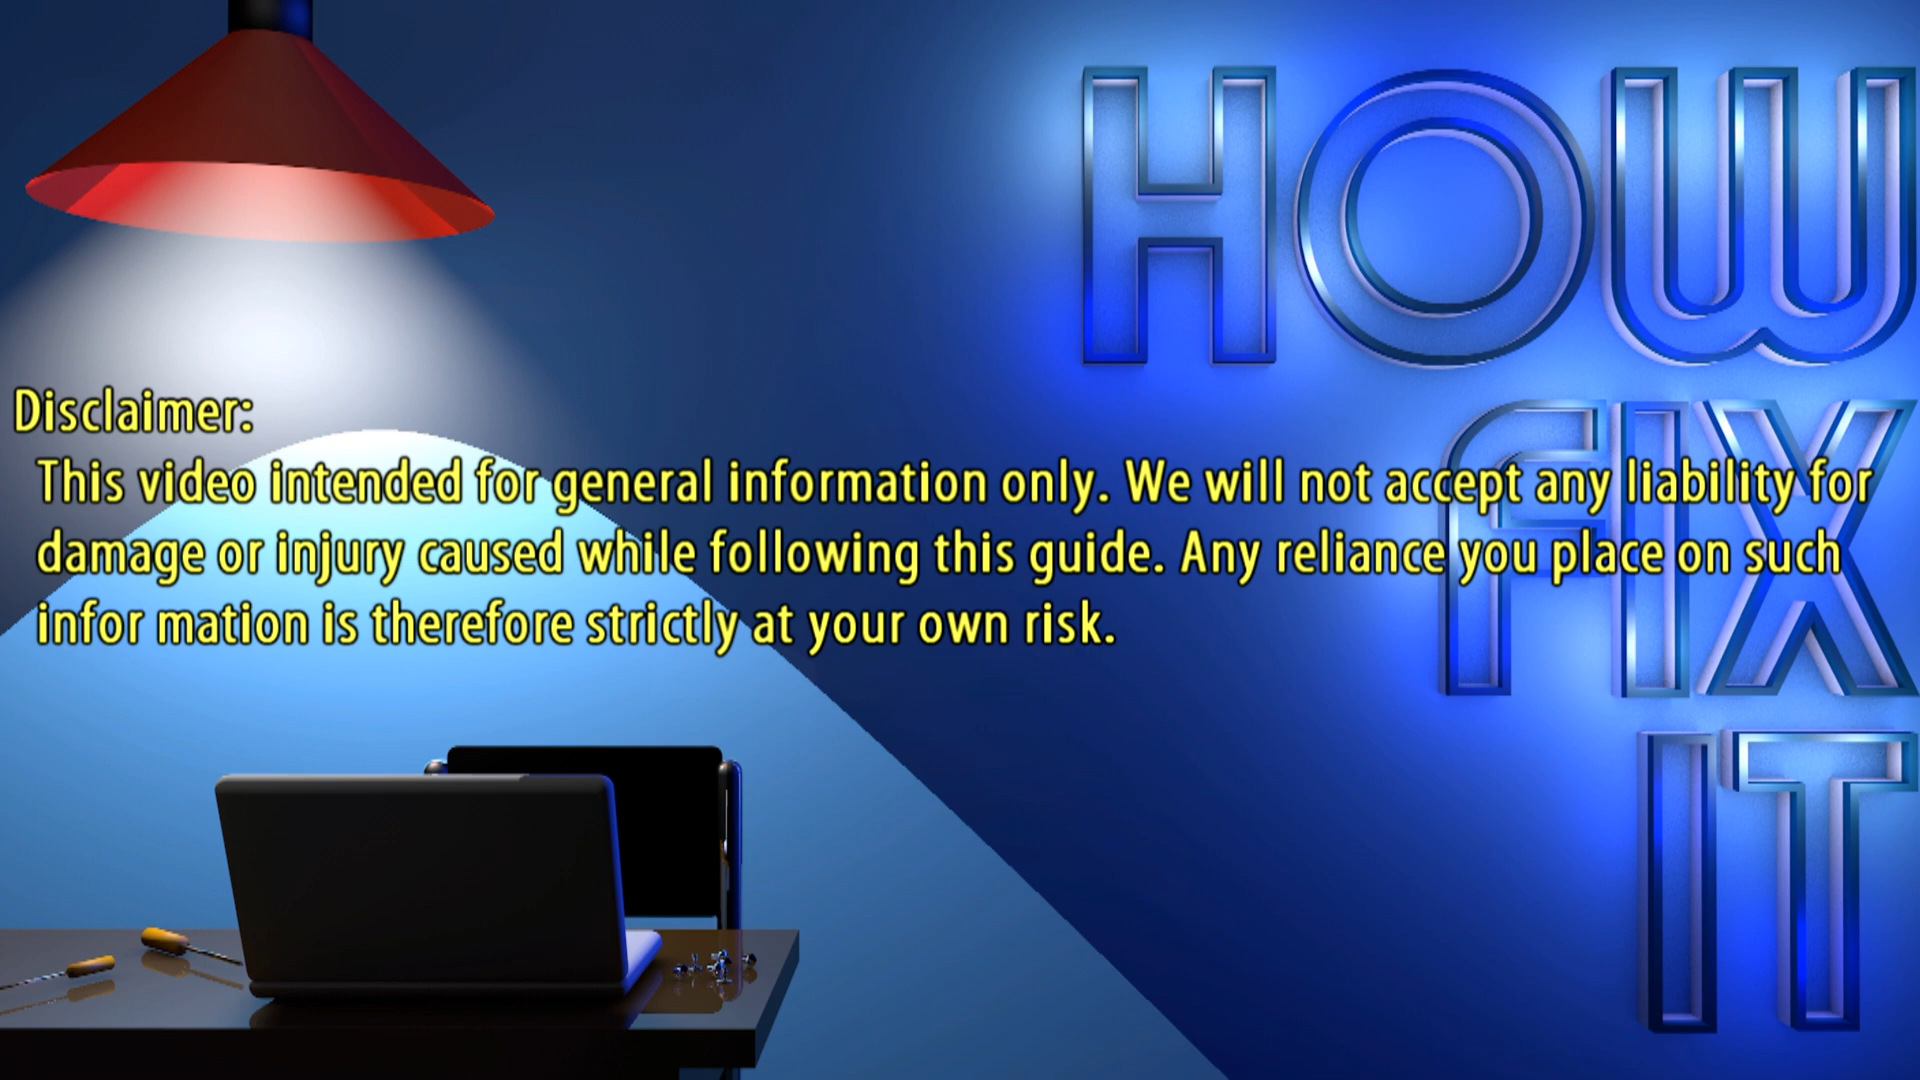 HOW
FIX
IT
Disclaimer:
This video intended for general information only. We will not accept any liability for
damage or injury caused while following this guide. Any reliance you place on such
infor mation is therefore strictly at your own risk.